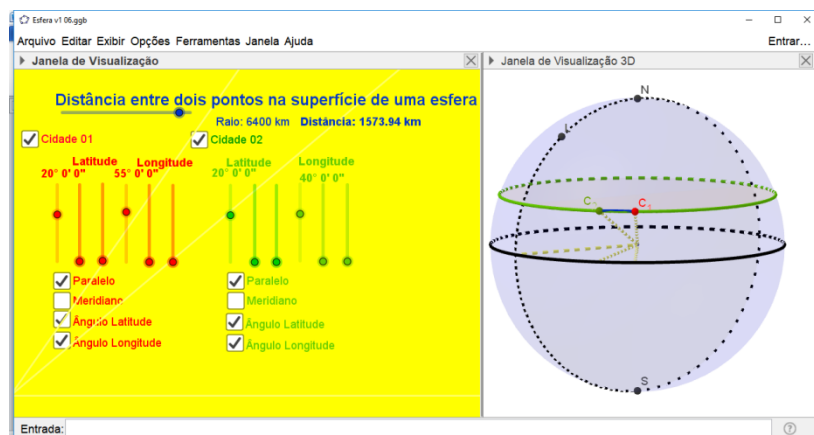 Esfera v1 06.ggb
Arquivo Editar Exibir Opções Ferramentas Janela Ajuda
Entrar...
Janela de Visualização
Distância entre dois pontos na superfície de uma esfera
Raio: 6400 km Distância: 1573.94 km
Cidade 01
Cidade 02
Latitude Longitude
20° 0' 0" 55° 0' 0"
Paralelo
Meridiano
Ângulo Latitude
Ângulo Longitude
Latitude Longitude
20° 0' 0" 40° 0' 0"
Paralelo
Meridiano
Ângulo Latitude
Ângulo Longitude
Janela de Visualização 3D
N
C
C
S
Entrada: